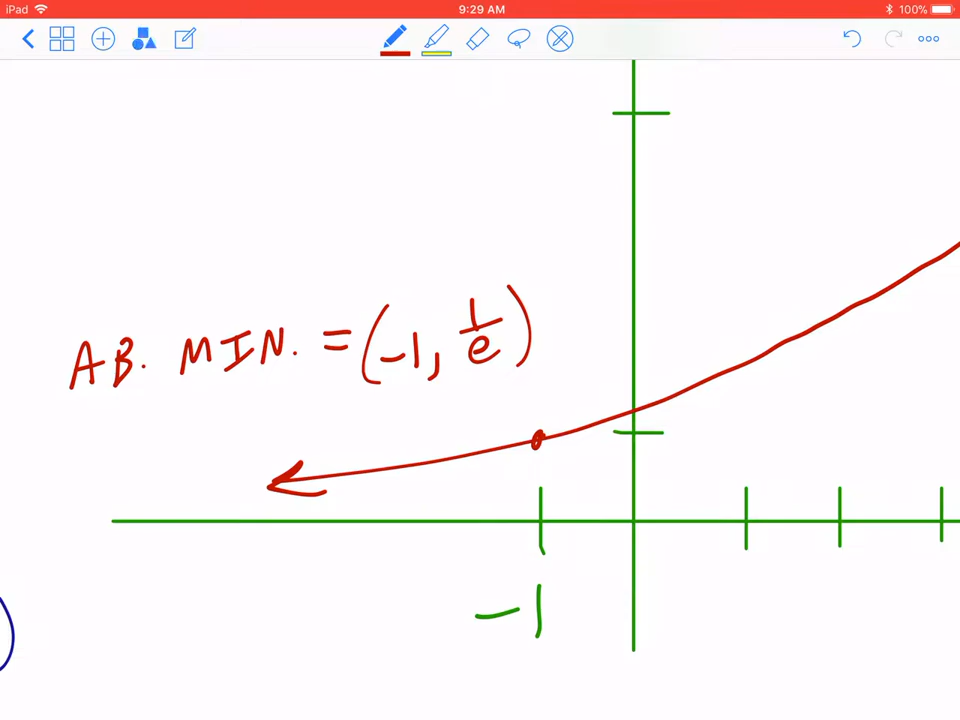 iPad 9:29 AM 100%
AB. MIN. = (-1, 1/e)
-1